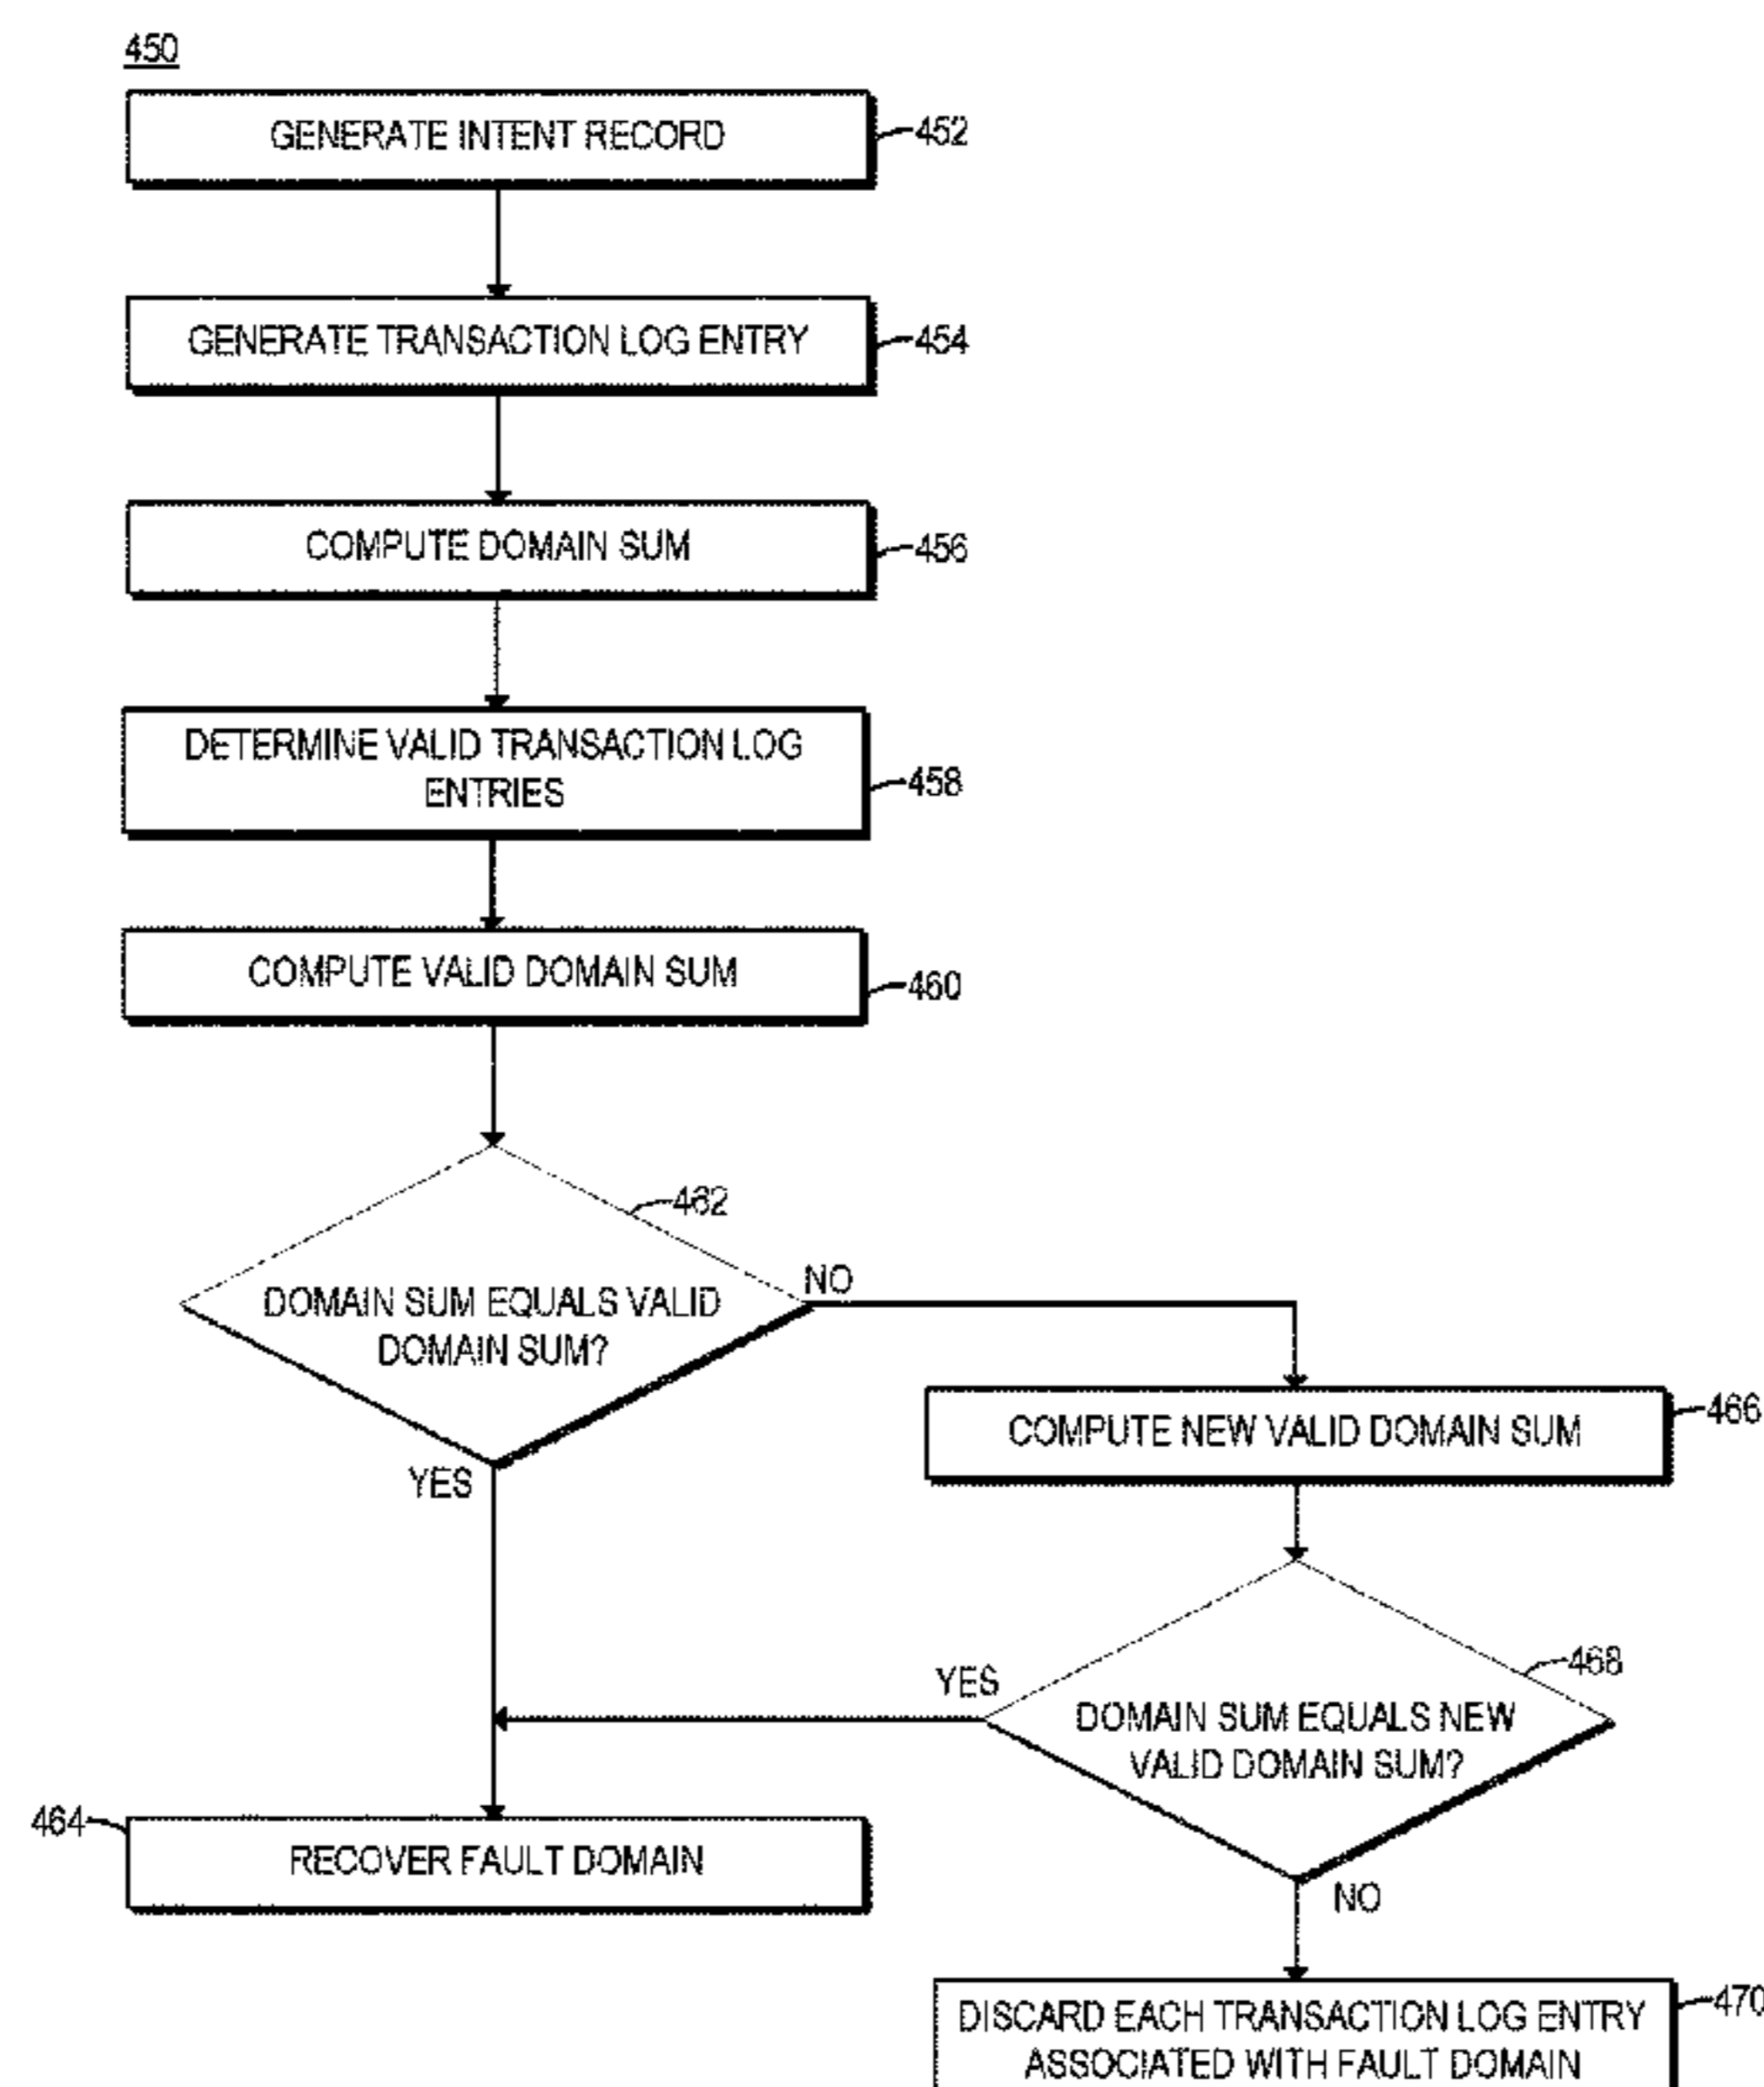 450
GENERATE INTENT RECORD
452
GENERATE TRANSACTION LOG ENTRY
454
COMPUTE DOMAIN SUM
456
DETERMINE VALID TRANSACTION LOG
ENTRIES
458
COMPUTE VALID DOMAIN SUM
460
462
DOMAIN SUM EQUALS VALID
DOMAIN SUM?
NO
YES
COMPUTE NEW VALID DOMAIN SUM
466
468
YES
DOMAIN SUM EQUALS NEW
VALID DOMAIN SUM?
NO
464
RECOVER FAULT DOMAIN
DISCARD EACH TRANSACTION LOG ENTRY
ASSOCIATED WITH FAULT DOMAIN
470